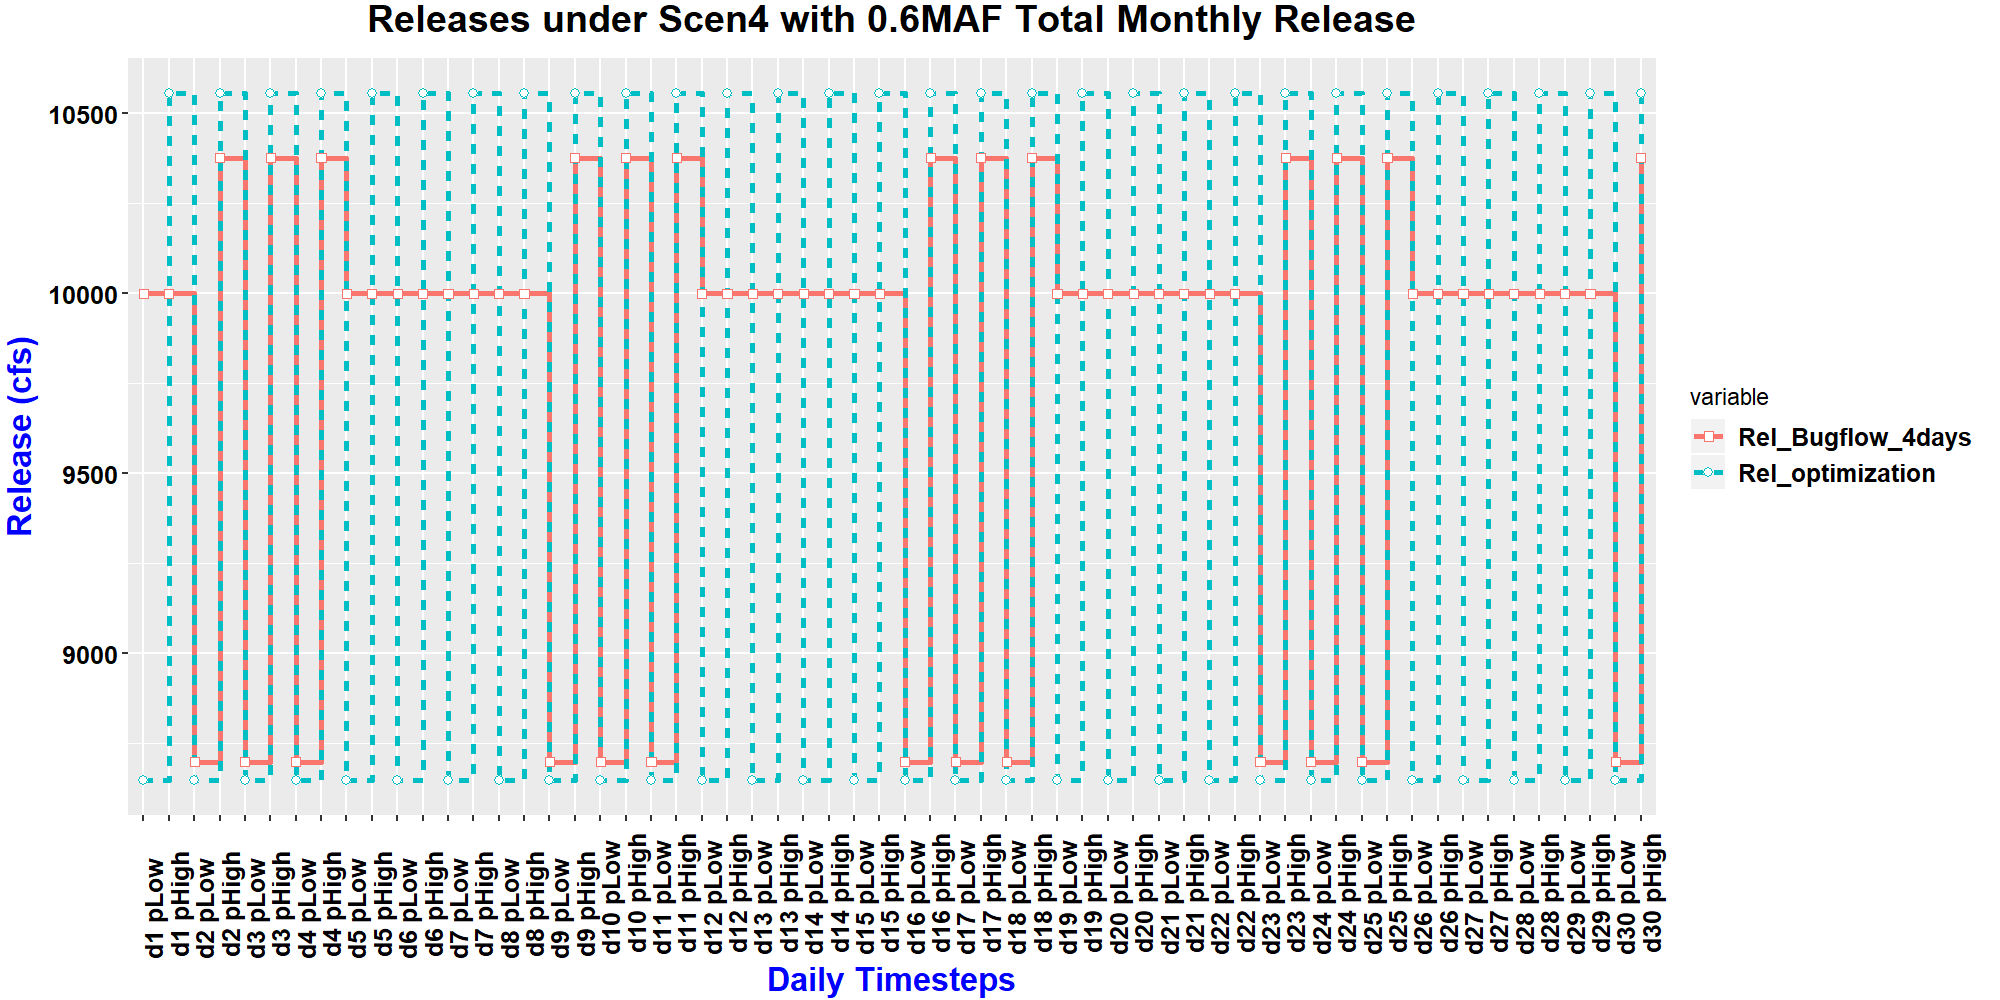 Releases under Scen4 with 0.6MAF Total Monthly Release
Release (cfs)
10500
10000
9500
9000
d1 pLow
d1 pHigh
d2 pLow
d2 pHigh
d3 pLow
d3 pHigh
d4 pLow
d4 pHigh
d5 pLow
d5 pHigh
d6 pLow
d6 pHigh
d7 pLow
d7 pHigh
d8 pLow
d8 pHigh
d9 pLow
d9 pHigh
d10 pLow
d10 pHigh
d11 pLow
d11 pHigh
d12 pLow
d12 pHigh
d13 pLow
d13 pHigh
d14 pLow
d14 pHigh
d15 pLow
d15 pHigh
d16 pLow
d16 pHigh
d17 pLow
d17 pHigh
d18 pLow
d18 pHigh
d19 pLow
d19 pHigh
d20 pLow
d20 pHigh
d21 pLow
d21 pHigh
d22 pLow
d22 pHigh
d23 pLow
d23 pHigh
d24 pLow
d24 pHigh
d25 pLow
d25 pHigh
d26 pLow
d26 pHigh
d27 pLow
d27 pHigh
d28 pLow
d28 pHigh
d29 pLow
d29 pHigh
d30 pLow
d30 pHigh
Daily Timesteps
variable
Rel_Bugflow_4days
Rel_optimization